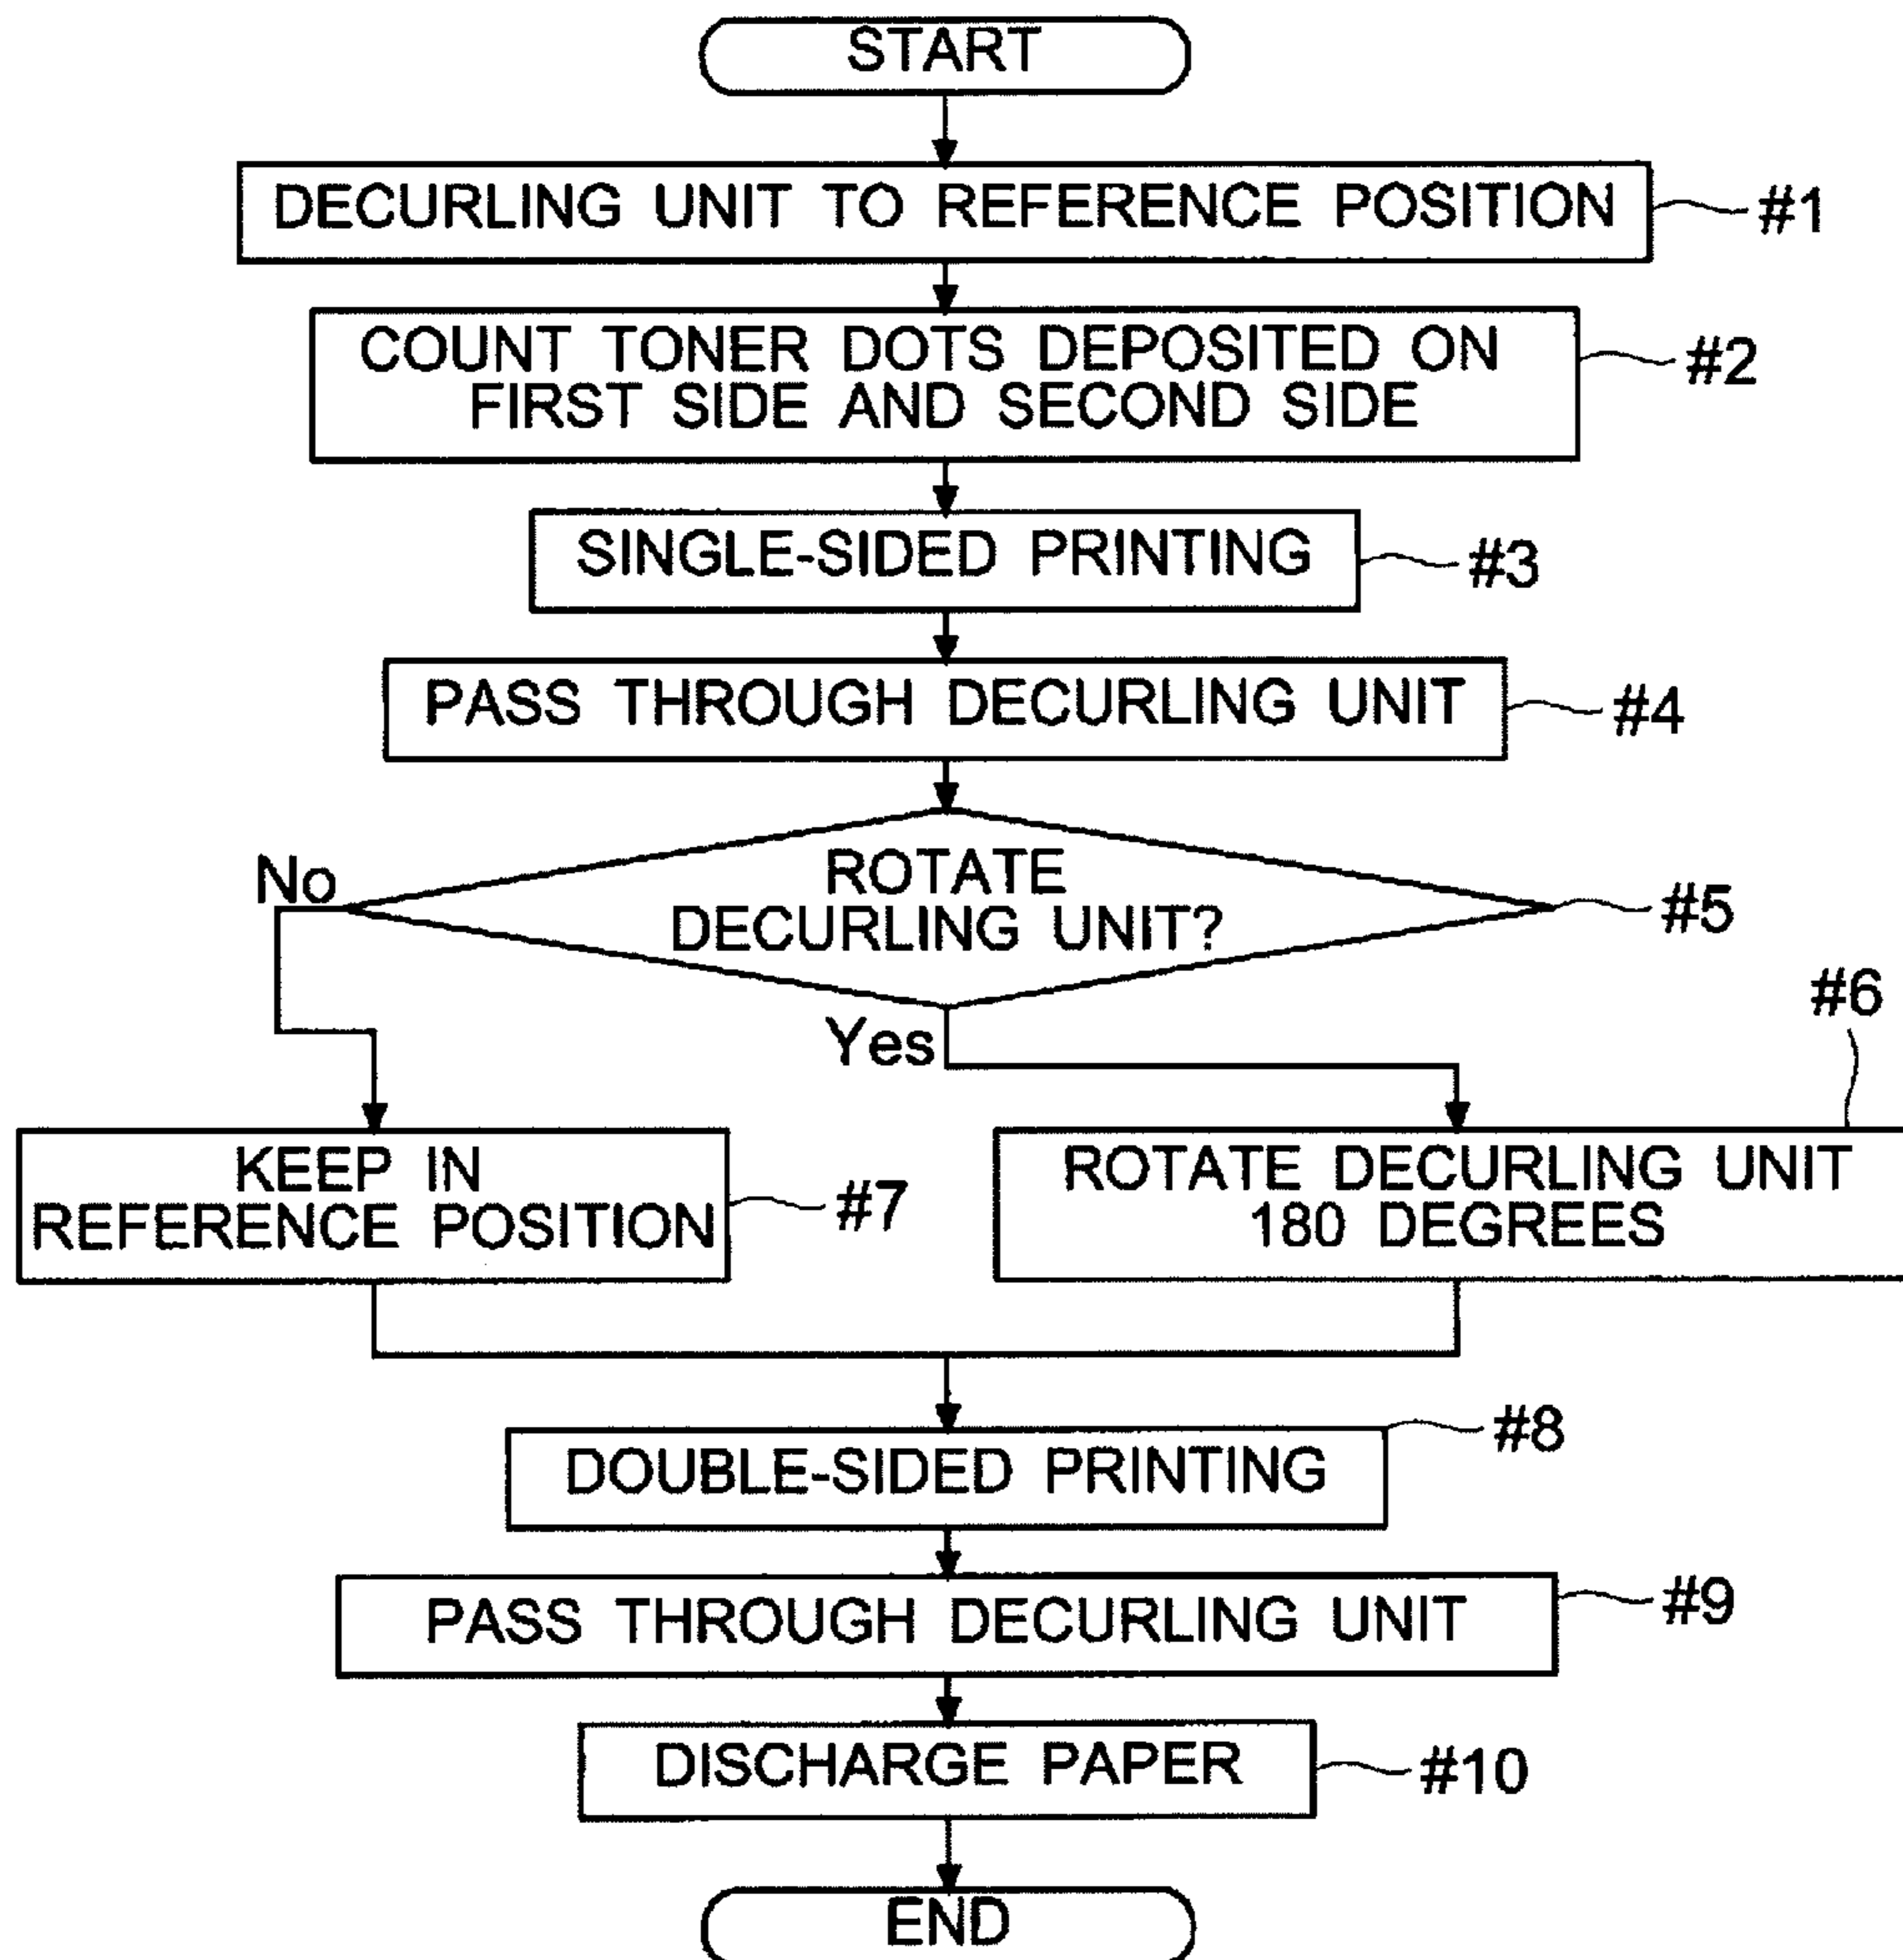 START
DECURLING UNIT TO REFERENCE POSITION
#1
COUNT TONER DOTS DEPOSITED ON
FIRST SIDE AND SECOND SIDE
#2
SINGLE-SIDED PRINTING
#3
PASS THROUGH DECURLING UNIT
#4
ROTATE
DECURLING UNIT?
#5
No
Yes
#6
KEEP IN
REFERENCE POSITION
#7
ROTATE DECURLING UNIT
180 DEGREES
DOUBLE-SIDED PRINTING
#8
PASS THROUGH DECURLING UNIT
#9
DISCHARGE PAPER
#10
END